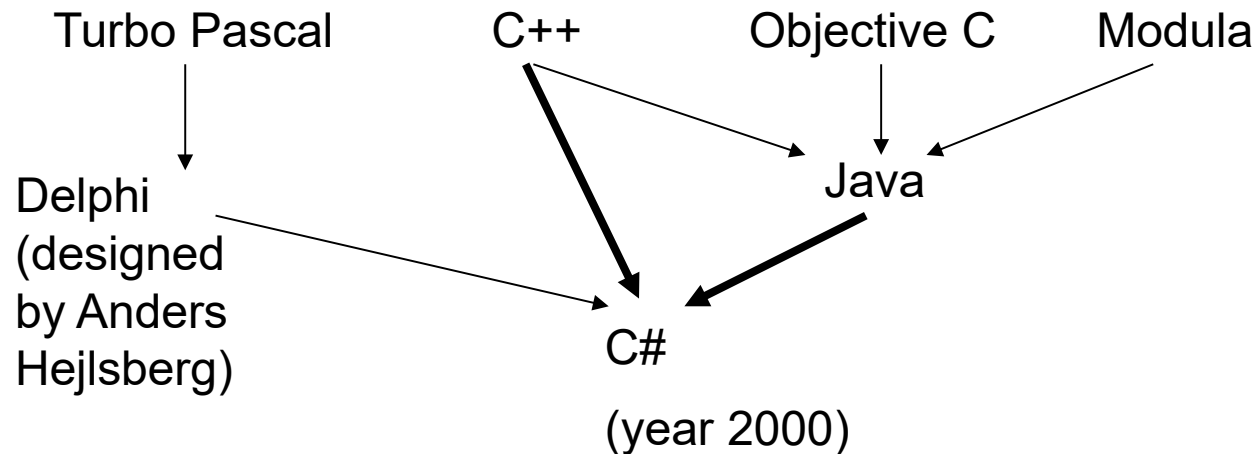 Turbo Pascal
C++
Objective C
Modula
Java
Delphi
(designed
by Anders
Hejlsberg)
C#
(year 2000)